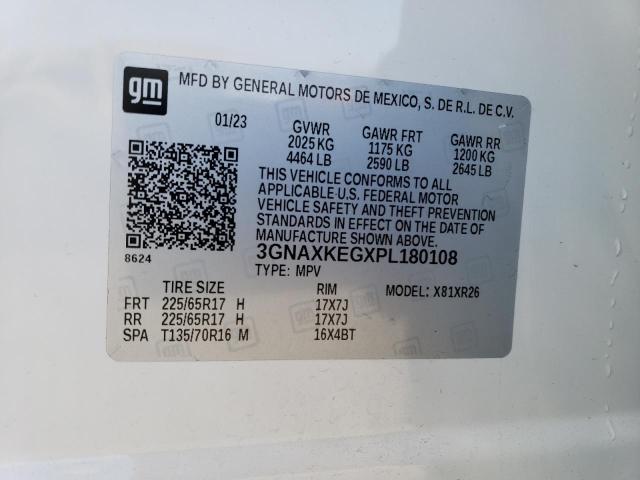 gm
MFD BY GENERAL MOTORS DE MEXICO, S. DE R.L. DE C.V.
01/23 GVWR GAWR FRT GAWR RR
2025 KG 1175 KG 1200 KG
4464 LB 2590 LB 2645 LB
THIS VEHICLE CONFORMS TO ALL
APPLICABLE U.S. FEDERAL MOTOR
VEHICLE SAFETY AND THEFT PREVENTION
STANDARDS IN EFFECT ON THE DATE OF
MANUFACTURE SHOWN ABOVE.
8624 3GNAXKEGXPL180108
TYPE: MPV
TIRE SIZE RIM MODEL: X81XR26
FRT 225/65R17 H 17X7J
RR 225/65R17 H 17X7J
SPA T135/70R16 M 16X4BT